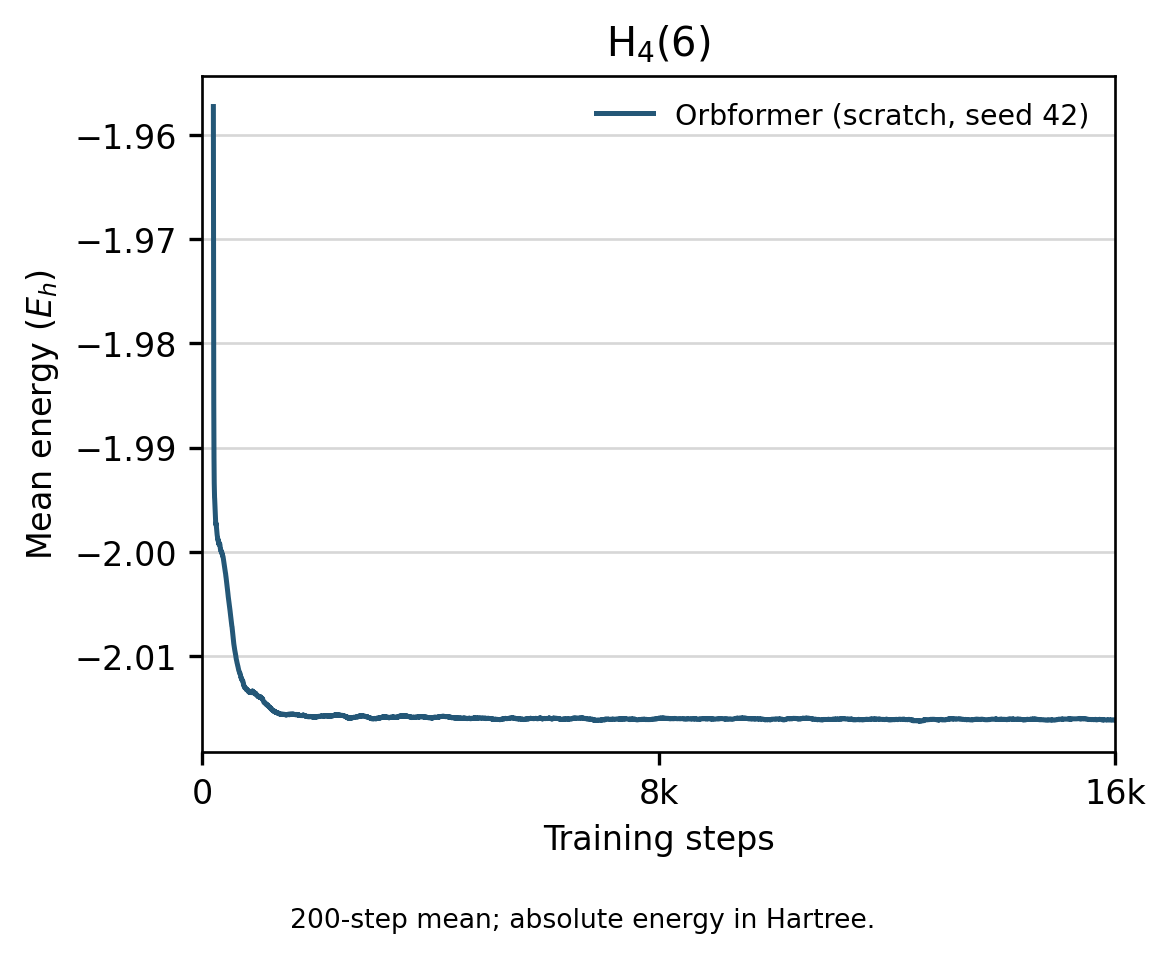 H₄(6)
Orbformer (scratch, seed 42)
−1.96
−1.97
−1.98
−1.99
−2.00
−2.01
Mean energy (Eₕ)
0
8k
16k
Training steps
200-step mean; absolute energy in Hartree.